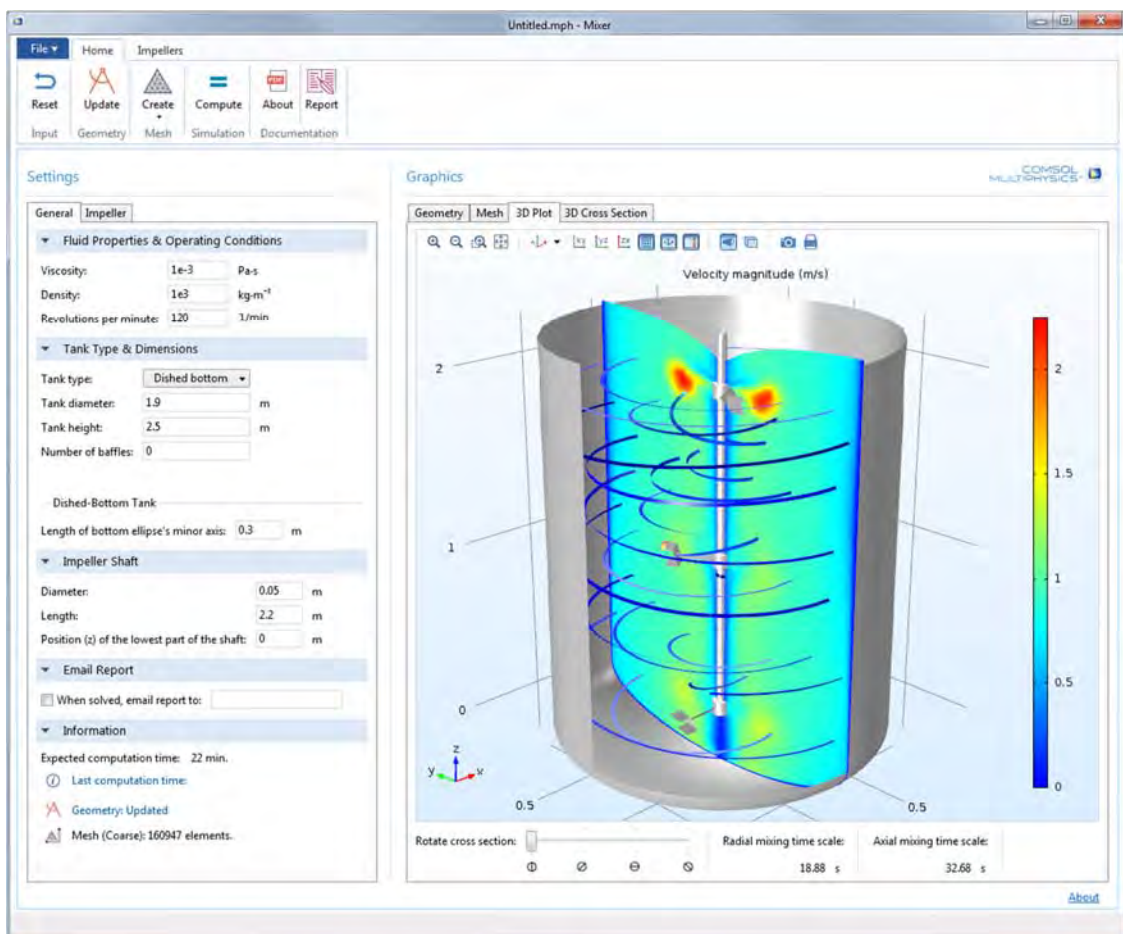 Untitled.mph - Mixer
File Home Impellers
Reset Update Create Compute About Report
Input Geometry Mesh Simulation Documentation
Settings
General Impeller
Fluid Properties & Operating Conditions
Viscosity: 1e-3 Pa·s
Density: 1e3 kg·m⁻³
Revolutions per minute: 120 1/min
Tank Type & Dimensions
Tank type: Dished bottom
Tank diameter: 1.9 m
Tank height: 2.5 m
Number of baffles: 0
Dished-Bottom Tank
Length of bottom ellipse's minor axis: 0.3 m
Impeller Shaft
Diameter: 0.05 m
Length: 2.2 m
Position (z) of the lowest part of the shaft: 0 m
Email Report
When solved, email report to:
Information
Expected computation time: 22 min.
Last computation time:
Geometry: Updated
Mesh (Coarse): 160947 elements.
Graphics
COMSOL
MULTIPHYSICS
Geometry Mesh 3D Plot 3D Cross Section
Velocity magnitude (m/s)
2
1
0
0.5
0.5
z
y x
2
1.5
1
0.5
0
Rotate cross section:
Radial mixing time scale: Axial mixing time scale:
18.88 s 32.68 s
About